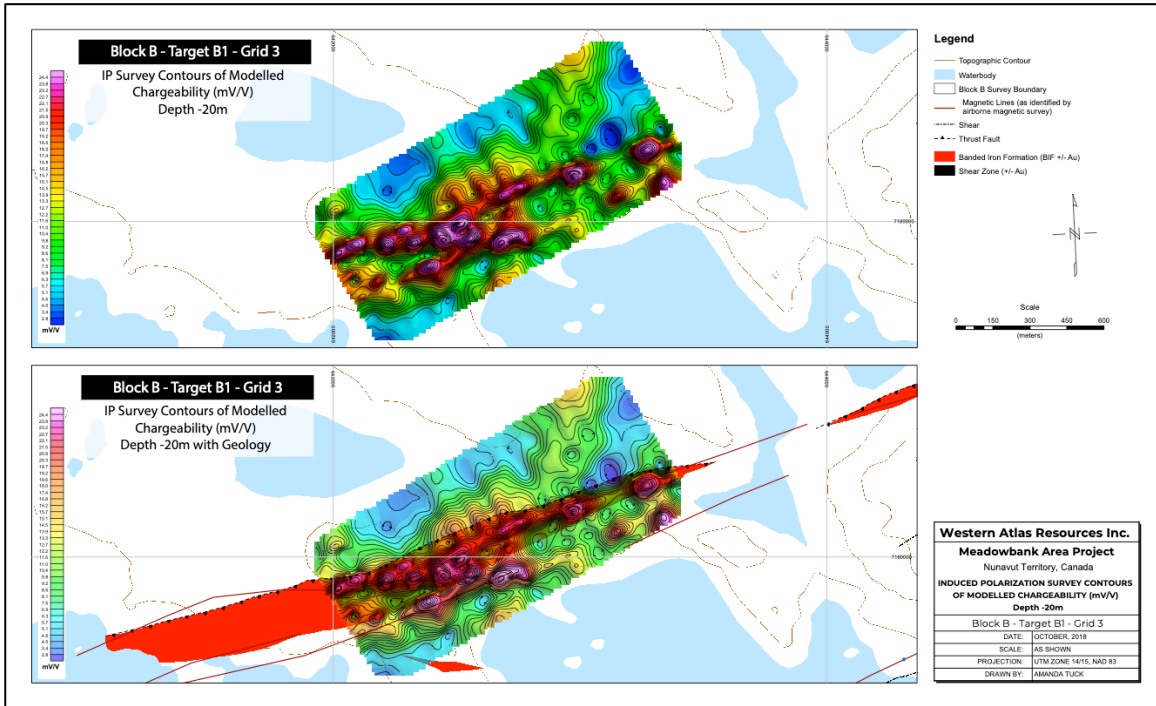 Block B - Target B1 - Grid 3
IP Survey Contours of Modelled
Chargeability (mV/V)
Depth -20m
mV/V
7180000
Block B - Target B1 - Grid 3
IP Survey Contours of Modelled
Chargeability (mV/V)
Depth -20m with Geology
mV/V
7180000
Legend
Topographic Contour
Waterbody
Block B Survey Boundary
Magnetic Lines (as identified by
airborne magnetic survey)
Shear
Thrust Fault
Banded Iron Formation (BIF +/- Au)
Shear Zone (+/- Au)
N
Scale
0 150 300 450 600
(meters)
Western Atlas Resources Inc.
Meadowbank Area Project
Nunavut Territory, Canada
INDUCED POLARIZATION SURVEY CONTOURS
OF MODELLED CHARGEABILITY (mV/V)
Depth -20m
Block B - Target B1 - Grid 3
DATE: OCTOBER, 2018
SCALE: AS SHOWN
PROJECTION: UTM ZONE 14/15, NAD 83
DRAWN BY: AMANDA TUCK